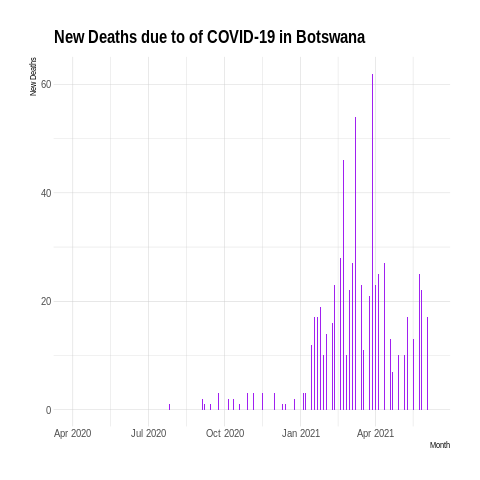 New Deaths due to of COVID-19 in Botswana
New Deaths
60
40
20
0
Apr 2020 Jul 2020 Oct 2020 Jan 2021 Apr 2021
Month